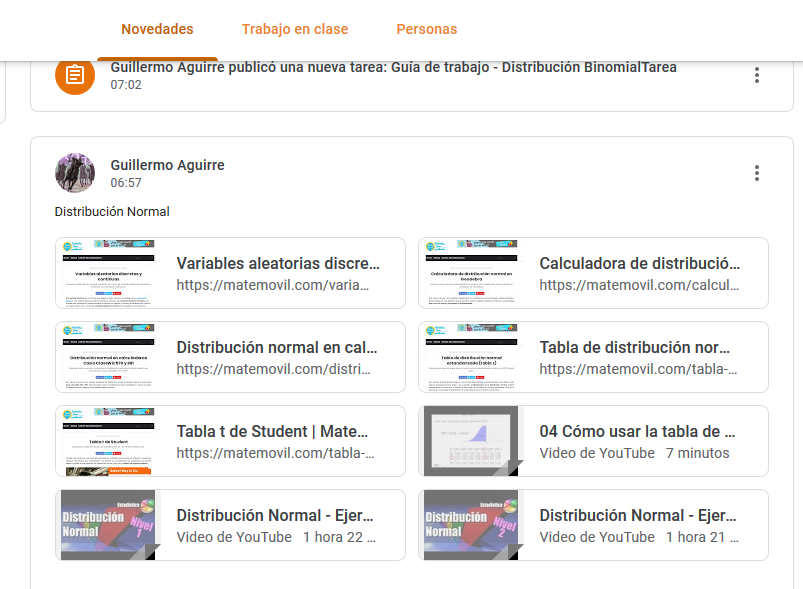 Novedades Trabajo en clase Personas
Guillermo Aguirre publicó una nueva tarea: Guía de trabajo - Distribución BinomialTarea
07:02
Guillermo Aguirre
06:57
Distribución Normal
Variables aleatorias discretas y continuas
Variables aleatorias discre...
https://matemovil.com/varia...
Calculadora de distribución normal en Geogebra
Calculadora de distribució...
https://matemovil.com/calcul...
Distribución normal en calculadoras Casio ClassWiz 570 y 991
Distribución normal en cal...
https://matemovil.com/distri...
Tabla de distribución normal estandarizada (tabla z)
Tabla de distribución nor...
https://matemovil.com/tabla-...
Tabla t de Student
Tabla t de Student | Mate...
https://matemovil.com/tabla-...
04 Cómo usar la tabla de ...
Video de YouTube 7 minutos
Estadística
Distribución
Normal
Nivel
1
Distribución Normal - Ejer...
Video de YouTube 1 hora 22 ...
Estadística
Distribución
Normal
Nivel
2
Distribución Normal - Ejer...
Video de YouTube 1 hora 21 ...